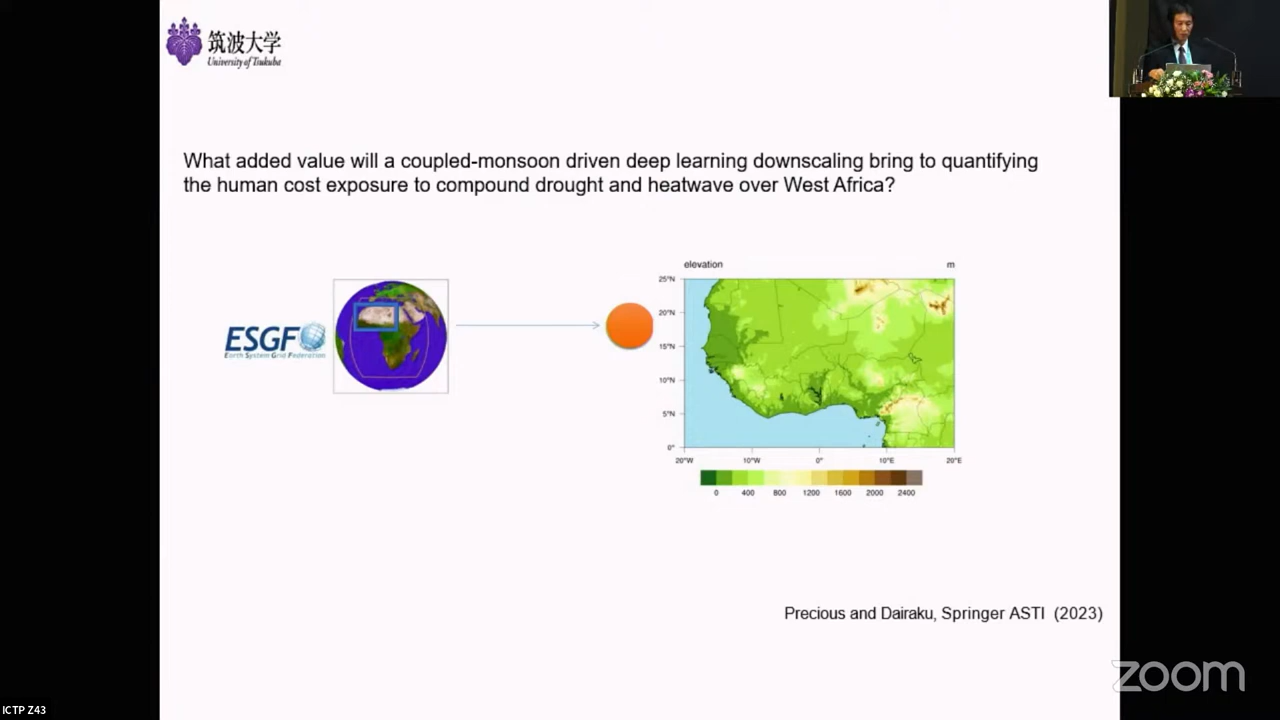 筑波大学
University of Tsukuba
What added value will a coupled-monsoon driven deep learning downscaling bring to quantifying
the human cost exposure to compound drought and heatwave over West Africa?
ESGF
Earth System Grid Federation
elevation m
25°N
20°N
15°N
10°N
5°N
0°
20°W 10°W 0° 10°E 20°E
0 400 800 1200 1600 2000 2400
Precious and Dairaku, Springer ASTI (2023)
zoom
ICTP Z43